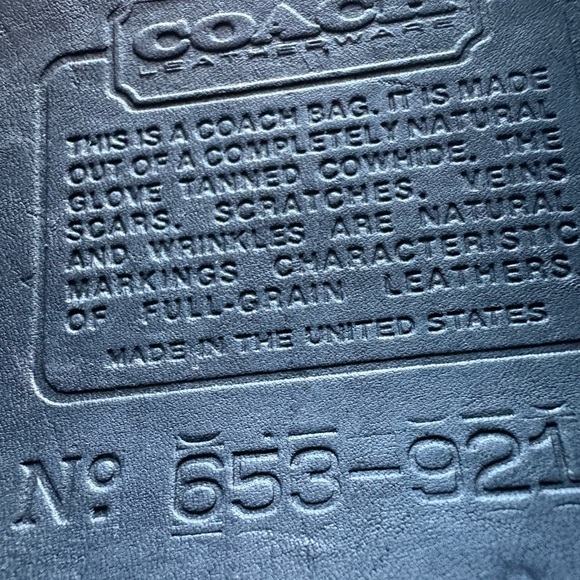 COACH
LEATHERWARE
THIS IS A COACH BAG. IT IS MADE
OUT OF A COMPLETELY NATURAL
GLOVE TANNED COWHIDE. THE
SCARS. SCRATCHES. VEINS
AND WRINKLES ARE NATURAL
MARKINGS CHARACTERISTIC
OF FULL-GRAIN LEATHERS
MADE IN THE UNITED STATES
Nº 653-921